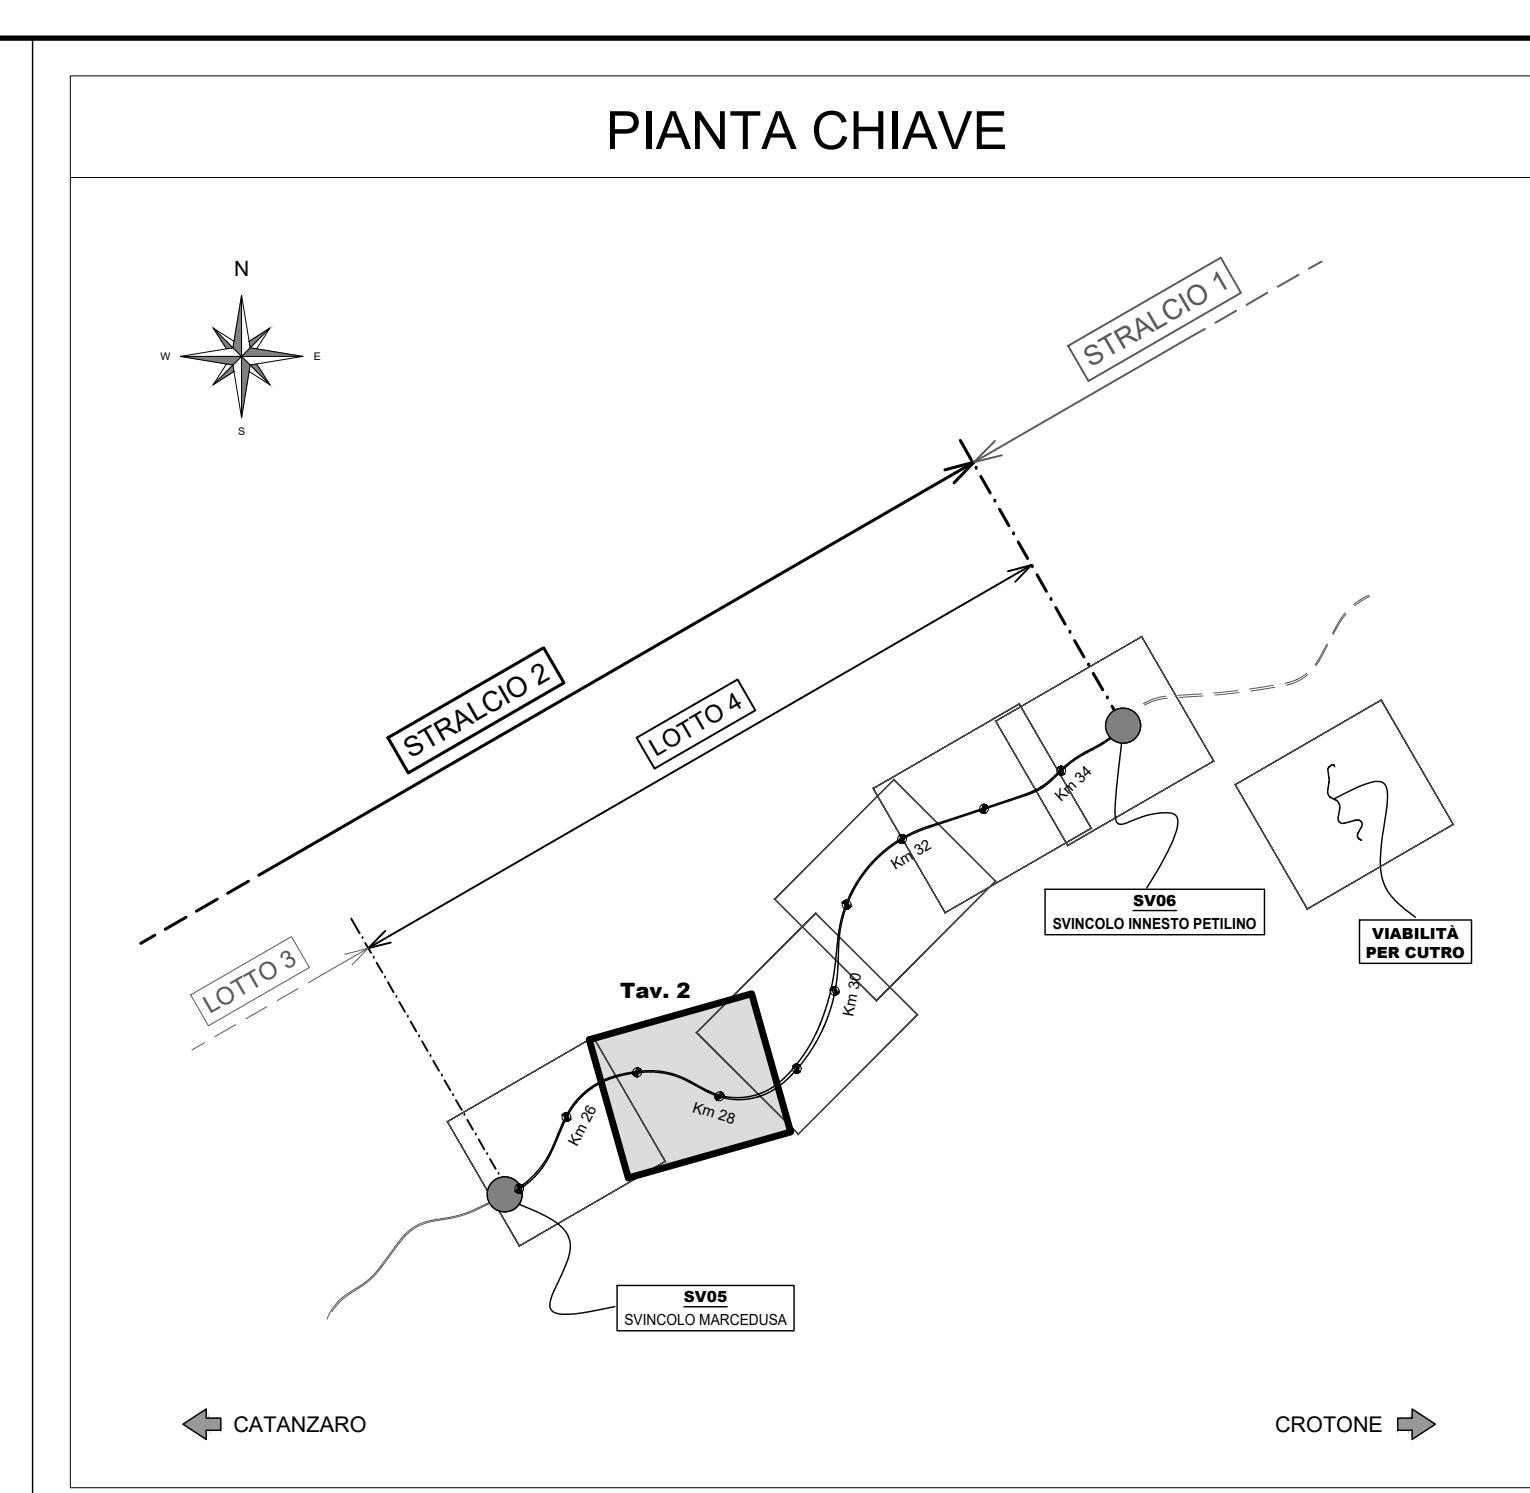 PIANTA CHIAVE
N
W
E
S
STRALCIO 1
STRALCIO 2
LOTTO 4
LOTTO 3
Km 34
Km 32
Km 30
Km 28
Km 26
Tav. 2
SV06
SVINCOLO INNESTO PETILINO
VIABILITÀ
PER CUTRO
SV05
SVINCOLO MARCEDUSA
CATANZARO
CROTONE